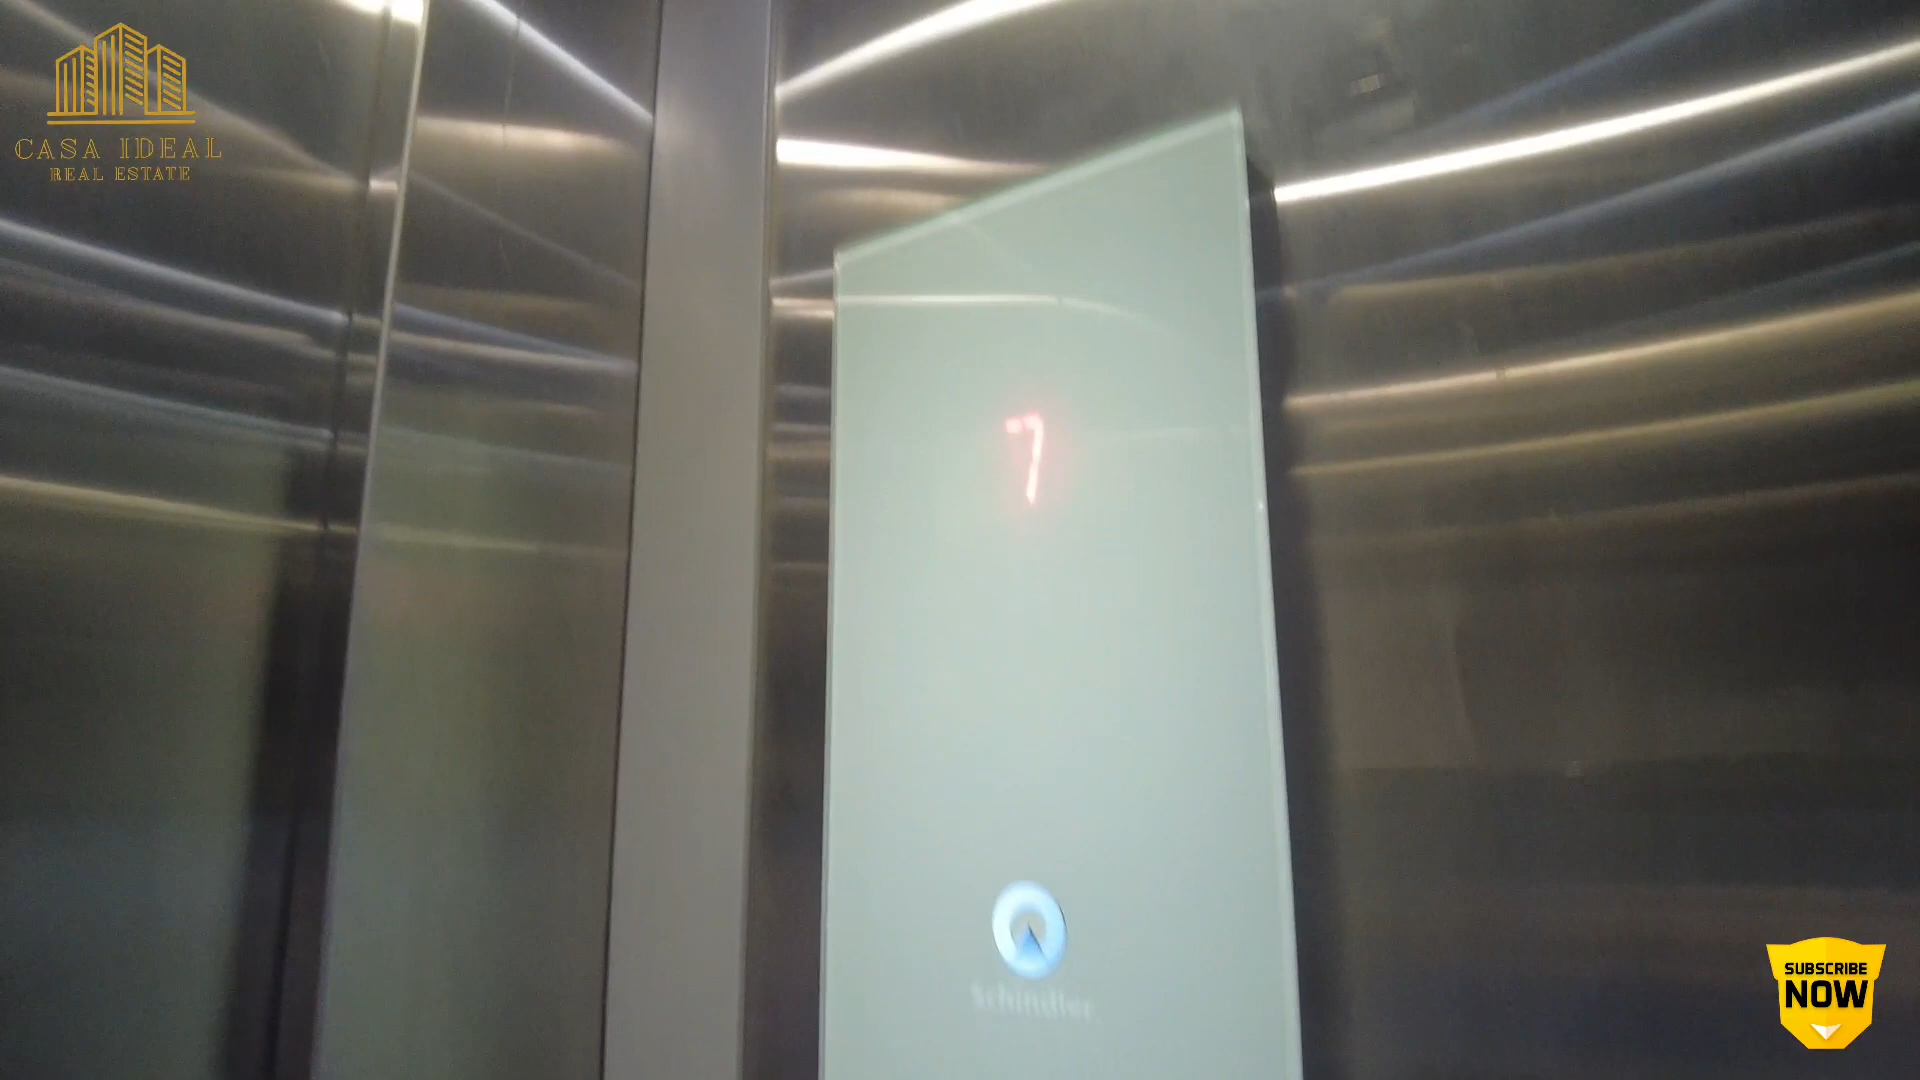 CASA IDEAL
REAL ESTATE
7
Schindler
SUBSCRIBE
NOW